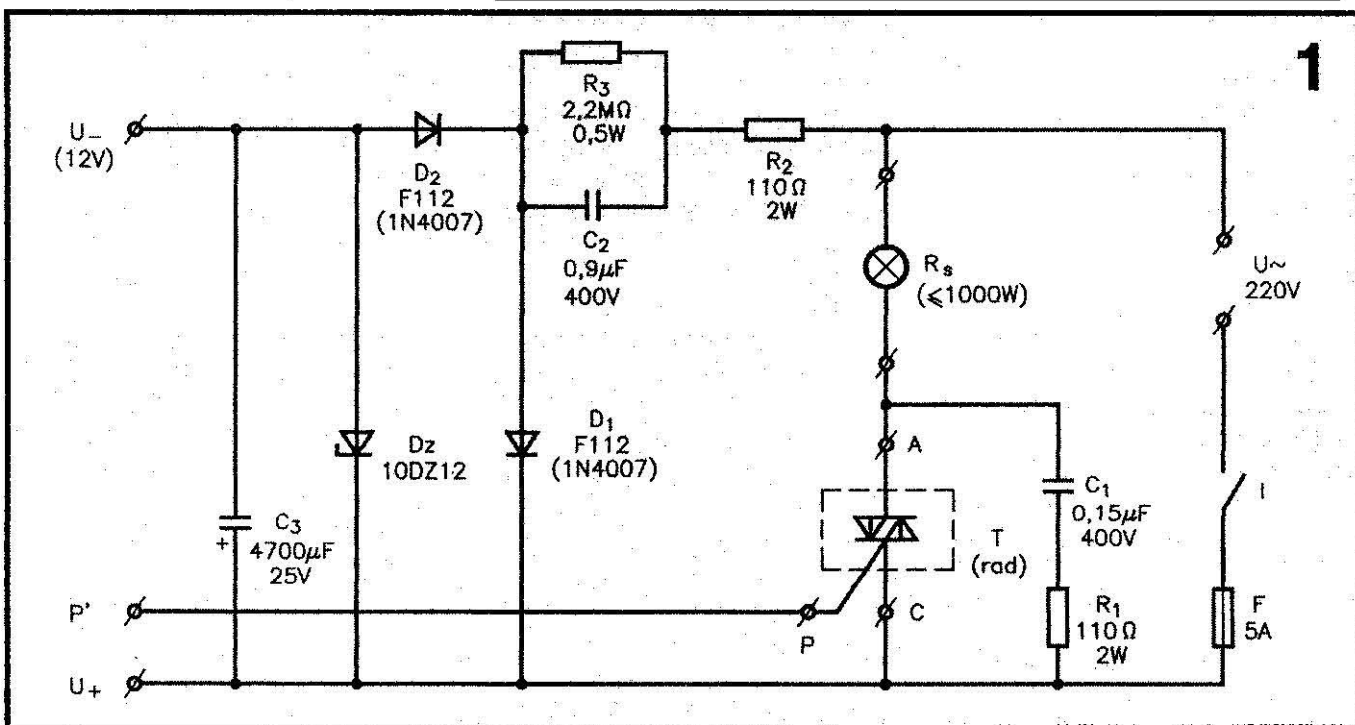 1
R3
2,2MΩ
0,5W
U_
(12V)
D2
F112
(1N4007)
R2
110Ω
2W
C2
0,9µF
400V
Rs
(⩽1000W)
U~
220V
Dz
10DZ12
D1
F112
(1N4007)
A
C1
0,15µF
400V
I
T
(rad)
C3
+
4700µF
25V
P'
P
C
R1
110Ω
2W
F
5A
U+